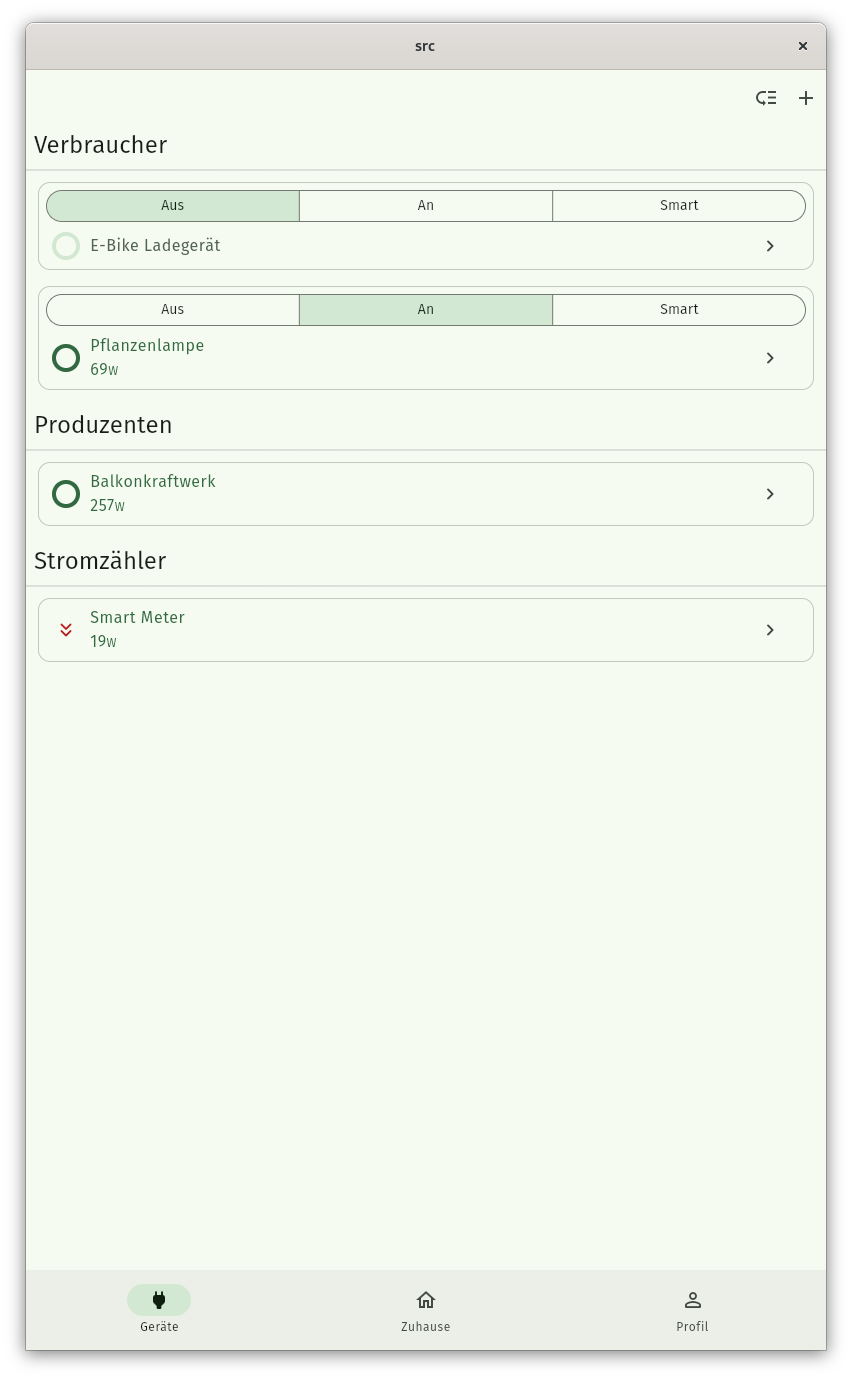 src
Verbraucher
Aus An Smart
E-Bike Ladegerät
Aus An Smart
Pflanzenlampe
69W
Produzenten
Balkonkraftwerk
257W
Stromzähler
Smart Meter
19W
Geräte Zuhause Profil